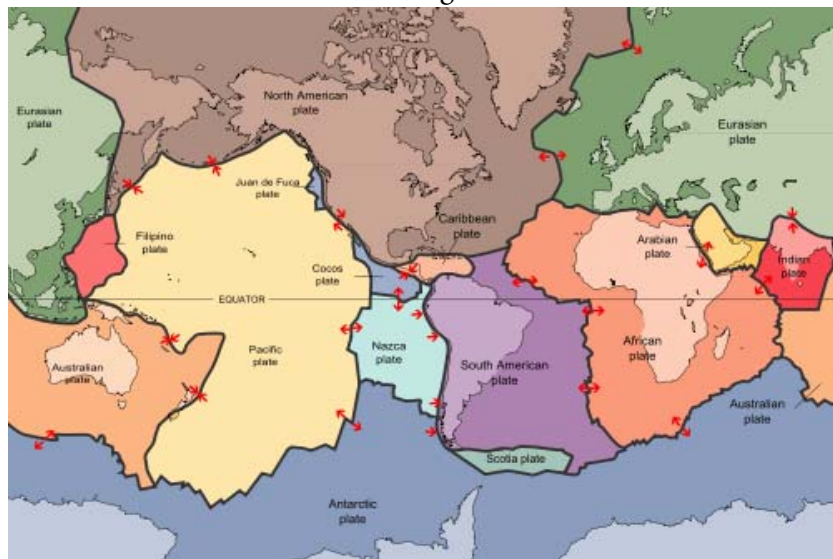 North American
plate
Eurasian
plate
Eurasian
plate
Juan de Fuca
plate
Caribbean
plate
Filipino
plate
Arabian
plate
Indian
plate
Cocos
plate
EQUATOR
Australian
plate
Pacific
plate
Nazca
plate
South American
plate
African
plate
Australian
plate
Scotia plate
Antarctic
plate